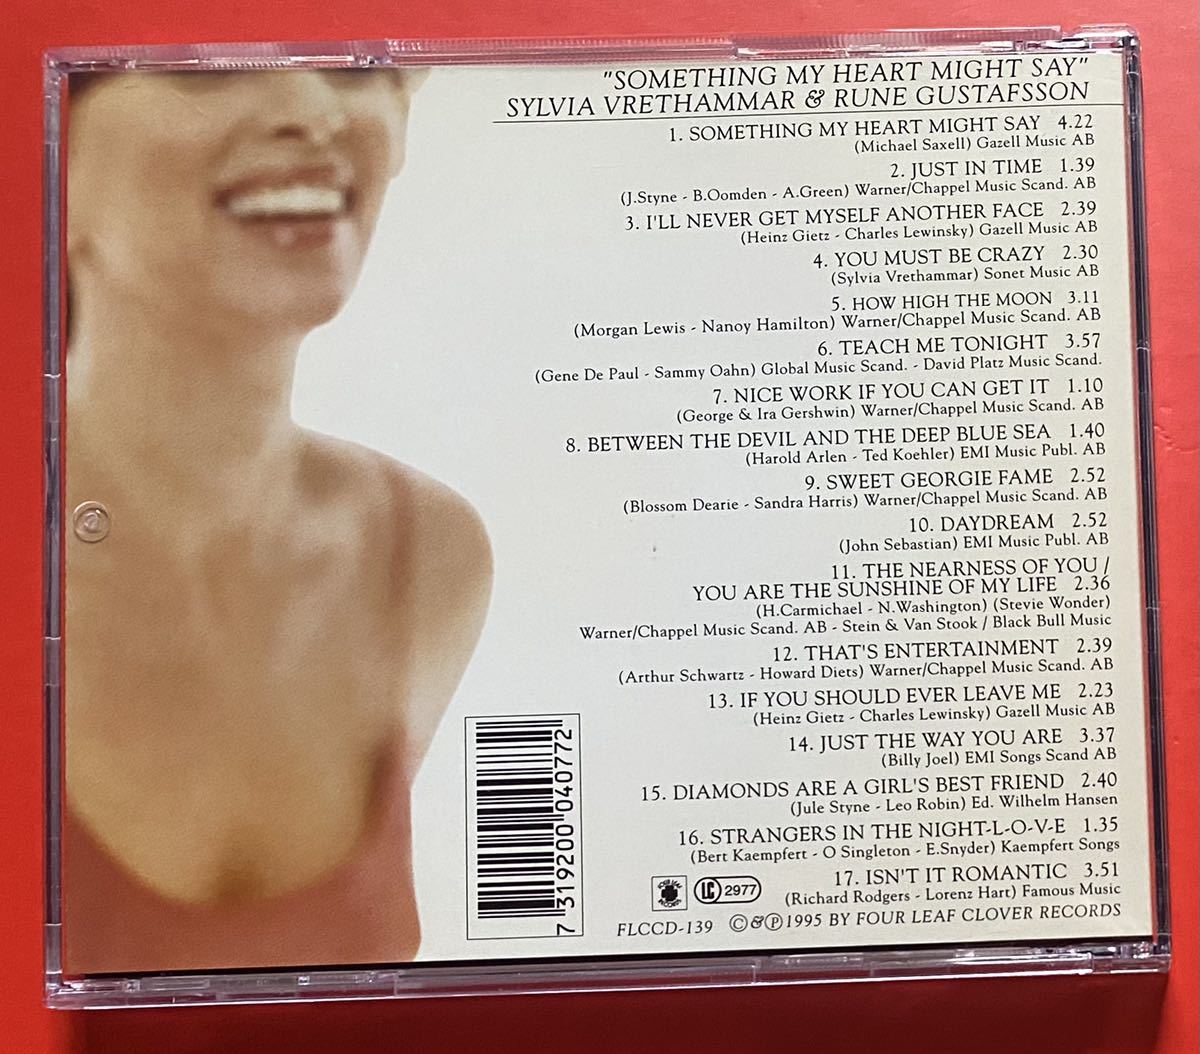 "SOMETHING MY HEART MIGHT SAY"
SYLVIA VRETHAMMAR & RUNE GUSTAFSSON
1. SOMETHING MY HEART MIGHT SAY 4.22
(Michael Saxell) Gazell Music AB
2. JUST IN TIME 1.39
(J.Styne - B.Oomden - A.Green) Warner/Chappel Music Scand. AB
3. I'LL NEVER GET MYSELF ANOTHER FACE 2.39
(Heinz Gietz - Charles Lewinsky) Gazell Music AB
4. YOU MUST BE CRAZY 2.30
(Sylvia Vrethammar) Sonet Music AB
5. HOW HIGH THE MOON 3.11
(Morgan Lewis - Nanoy Hamilton) Warner/Chappel Music Scand. AB
6. TEACH ME TONIGHT 3.57
(Gene De Paul - Sammy Oahn) Global Music Scand. - David Platz Music Scand.
7. NICE WORK IF YOU CAN GET IT 1.10
(George & Ira Gershwin) Warner/Chappel Music Scand. AB
8. BETWEEN THE DEVIL AND THE DEEP BLUE SEA 1.40
(Harold Arlen - Ted Koehler) EMI Music Publ. AB
9. SWEET GEORGIE FAME 2.52
(Blossom Dearie - Sandra Harris) Warner/Chappel Music Scand. AB
10. DAYDREAM 2.52
(John Sebastian) EMI Music Publ. AB
11. THE NEARNESS OF YOU /
YOU ARE THE SUNSHINE OF MY LIFE 2.36
(H.Carmichael - N.Washington) (Stevie Wonder)
Warner/Chappel Music Scand. AB - Stein & Van Stook / Black Bull Music
12. THAT'S ENTERTAINMENT 2.39
(Arthur Schwartz - Howard Diets) Warner/Chappel Music Scand. AB
13. IF YOU SHOULD EVER LEAVE ME 2.23
(Heinz Gietz - Charles Lewinsky) Gazell Music AB
14. JUST THE WAY YOU ARE 3.37
(Billy Joel) EMI Songs Scand AB
15. DIAMONDS ARE A GIRL'S BEST FRIEND 2.40
(Jule Styne - Leo Robin) Ed. Wilhelm Hansen
16. STRANGERS IN THE NIGHT-L-O-V-E 1.35
(Bert Kaempfert - O Singleton - E.Snyder) Kaempfert Songs
17. ISN'T IT ROMANTIC 3.51
(Richard Rodgers - Lorenz Hart) Famous Music
LC 2977
FLCCD-139 ©&℗1995 BY FOUR LEAF CLOVER RECORDS
7 319200 040772